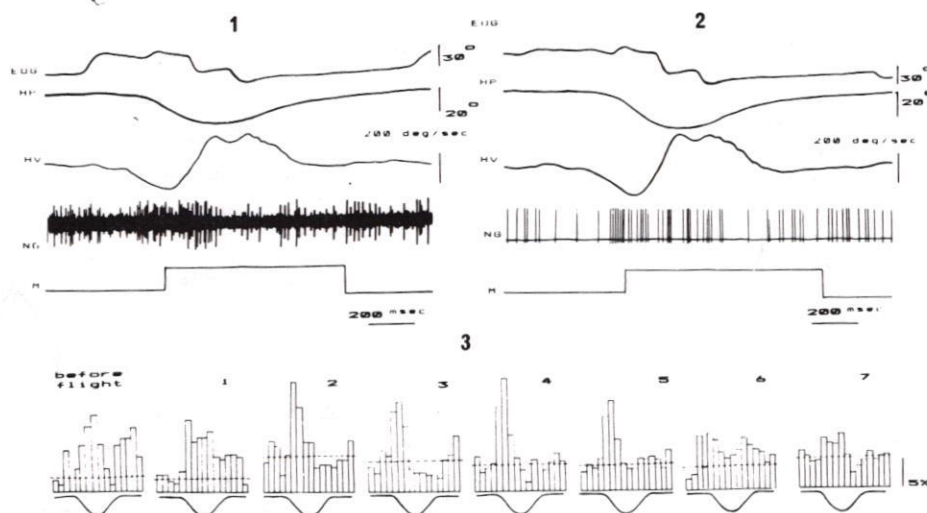 1
EOG
30°
HP
20°
200 deg/sec
HV
NG
M
200 msec
2
EOG
30°
HP
20°
200 deg/sec
HV
NG
M
200 msec
3
before
flight
1
2
3
4
5
6
7
5%